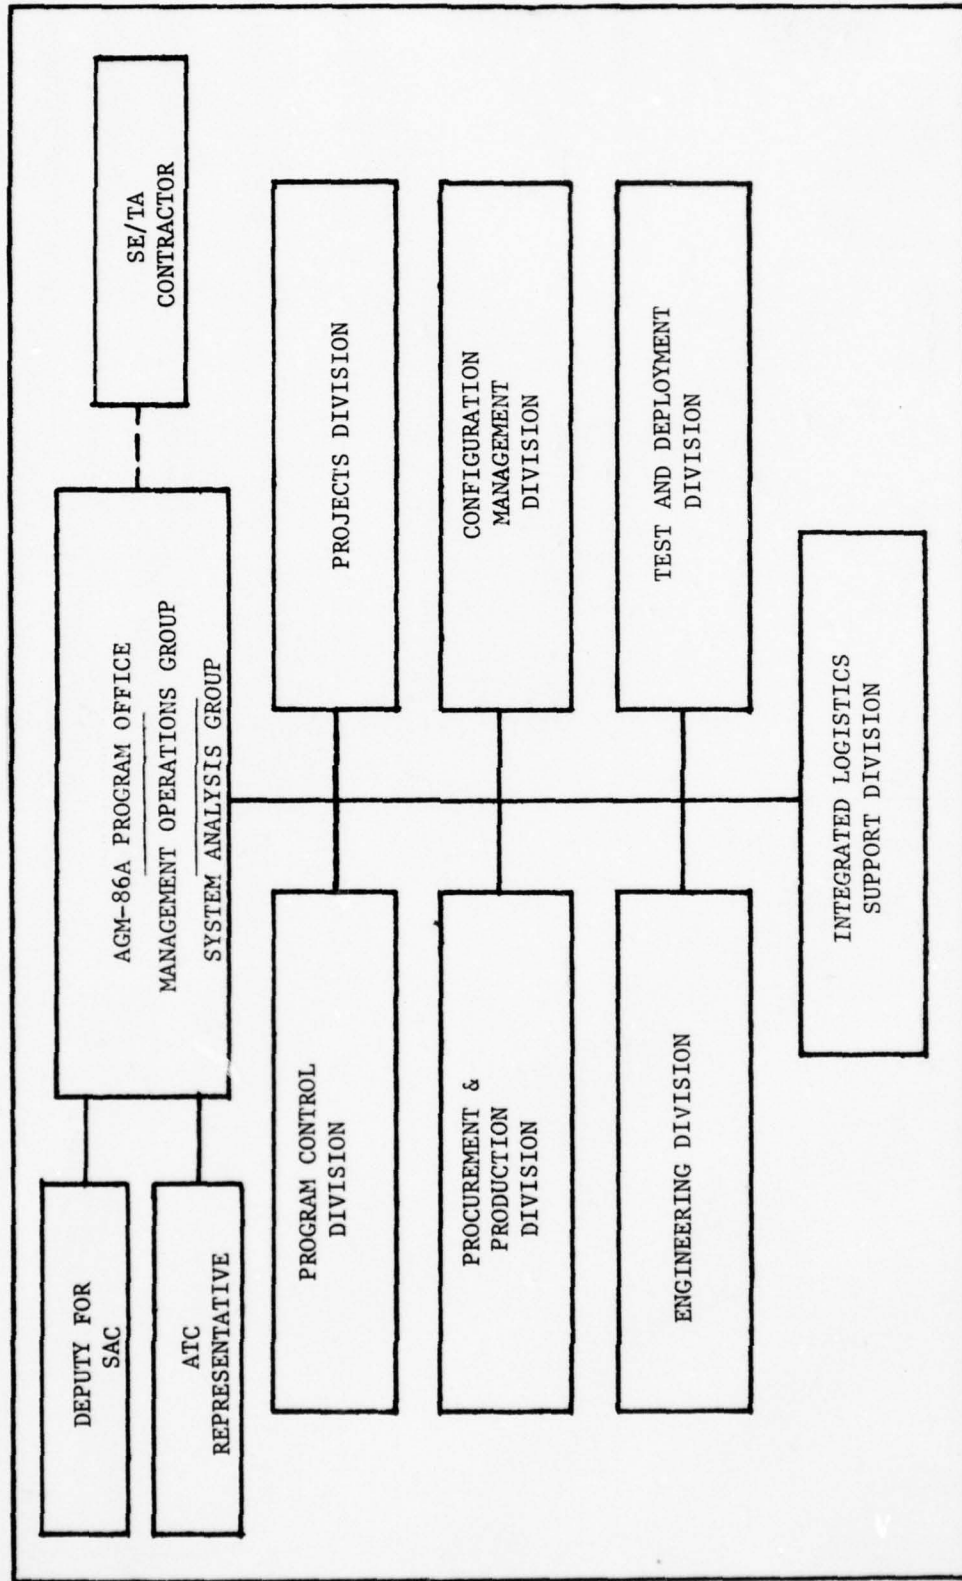 DEPUTY FOR
SAC
ATC
REPRESENTATIVE
AGM-86A PROGRAM OFFICE
MANAGEMENT OPERATIONS GROUP
SYSTEM ANALYSIS GROUP
SE/TA
CONTRACTOR
PROGRAM CONTROL
DIVISION
PROJECTS DIVISION
PROCUREMENT &
PRODUCTION
DIVISION
CONFIGURATION
MANAGEMENT
DIVISION
ENGINEERING DIVISION
TEST AND DEPLOYMENT
DIVISION
INTEGRATED LOGISTICS
SUPPORT DIVISION